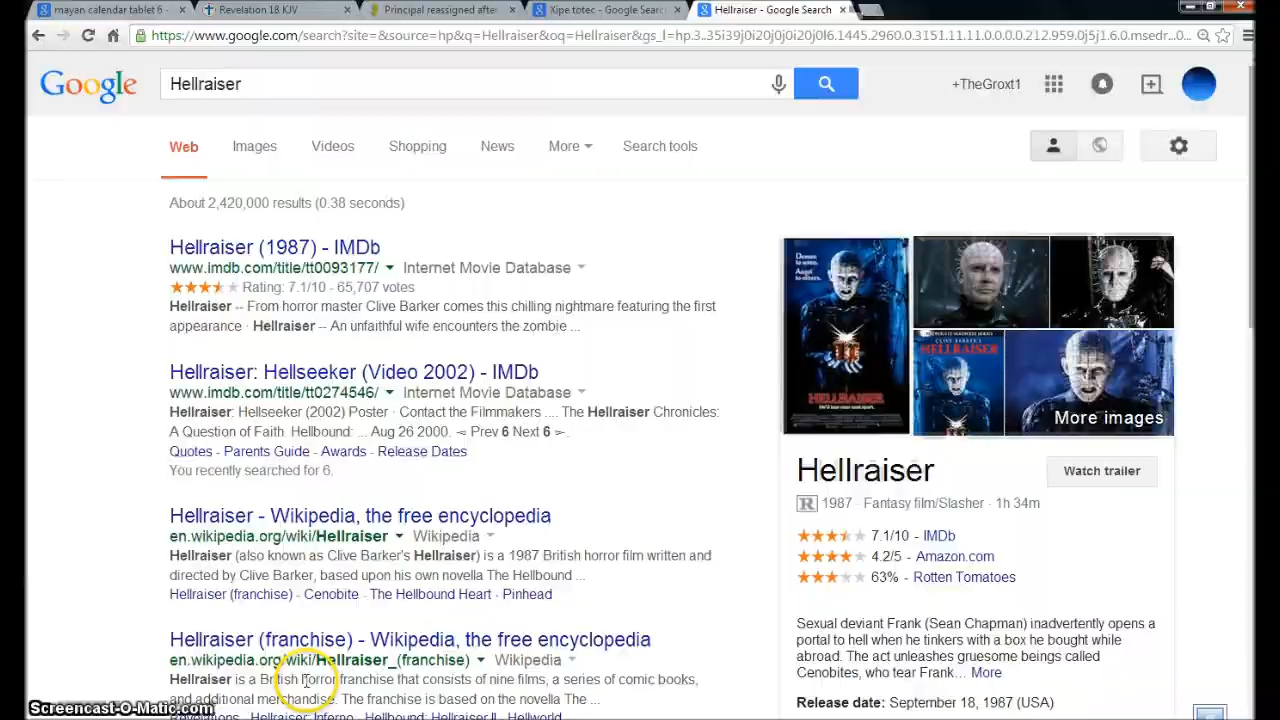 mayan calendar tablet 6 -
Revelation 18 KJV
Principal reassigned after
Xipe totec - Google Search
Hellraiser - Google Search
https://www.google.com/search?site=&source=hp&q=Hellraiser&oq=Hellraiser&gs_l=hp.3..35i39j0i20j0j0i20j0l6.1445.2960.0.3151.11.11.0.0.0.0.212.959.0j5j1.6.0.msedr...0...
Google
Hellraiser
+TheGroxt1
Web Images Videos Shopping News More Search tools
About 2,420,000 results (0.38 seconds)
Hellraiser (1987) - IMDb
www.imdb.com/title/tt0093177/ Internet Movie Database
Rating: 7.1/10 - 65,707 votes
Hellraiser -- From horror master Clive Barker comes this chilling nightmare featuring the first
appearance · Hellraiser -- An unfaithful wife encounters the zombie ...
Hellraiser: Hellseeker (Video 2002) - IMDb
www.imdb.com/title/tt0274546/ Internet Movie Database
Hellraiser: Hellseeker (2002) Poster · Contact the Filmmakers .... The Hellraiser Chronicles:
A Question of Faith Hellbound: ... Aug 26 2000. ~ Prev 6 Next 6 ~.
Quotes - Parents Guide - Awards - Release Dates
You recently searched for 6.
Hellraiser - Wikipedia, the free encyclopedia
en.wikipedia.org/wiki/Hellraiser Wikipedia
Hellraiser (also known as Clive Barker's Hellraiser) is a 1987 British horror film written and
directed by Clive Barker, based upon his own novella The Hellbound ...
Hellraiser (franchise) - Cenobite - The Hellbound Heart - Pinhead
Hellraiser (franchise) - Wikipedia, the free encyclopedia
en.wikipedia.org/wiki/Hellraiser_(franchise) Wikipedia
Hellraiser is a British horror franchise that consists of nine films, a series of comic books,
and additional merchandise. The franchise is based on the novella The ...
Revelations - Hellraiser: Inferno - Hellbound: Hellraiser II - Hellworld
HELLRAISER
HELLRAISER
More images
Hellraiser
Watch trailer
R 1987 · Fantasy film/Slasher · 1h 34m
7.1/10 - IMDb
4.2/5 - Amazon.com
63% - Rotten Tomatoes
Sexual deviant Frank (Sean Chapman) inadvertently opens a
portal to hell when he tinkers with a box he bought while
abroad. The act unleashes gruesome beings called
Cenobites, who tear Frank... More
Release date: September 18, 1987 (USA)
Screencast-O-Matic.com